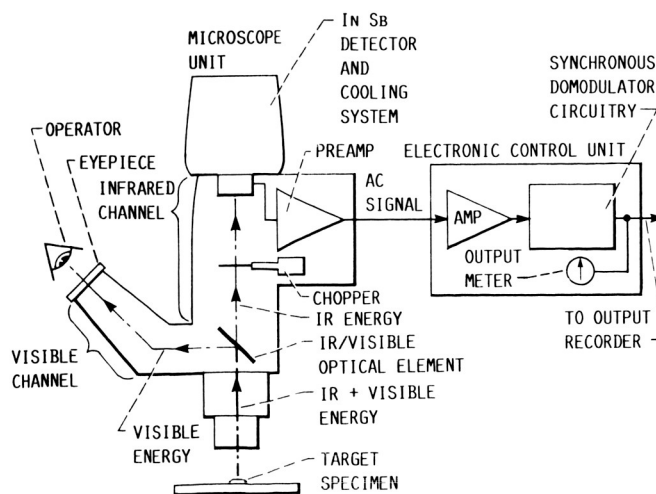 IN SB
DETECTOR
AND
COOLING
SYSTEM
MICROSCOPE
UNIT
SYNCHRONOUS
DOMODULATOR
CIRCUITRY
OPERATOR
EYEPIECE
INFRARED
CHANNEL
PREAMP
ELECTRONIC CONTROL UNIT
AC
SIGNAL
AMP
OUTPUT
METER
CHOPPER
IR ENERGY
IR/VISIBLE
OPTICAL ELEMENT
TO OUTPUT
RECORDER
VISIBLE
CHANNEL
IR + VISIBLE
ENERGY
VISIBLE
ENERGY
TARGET
SPECIMEN